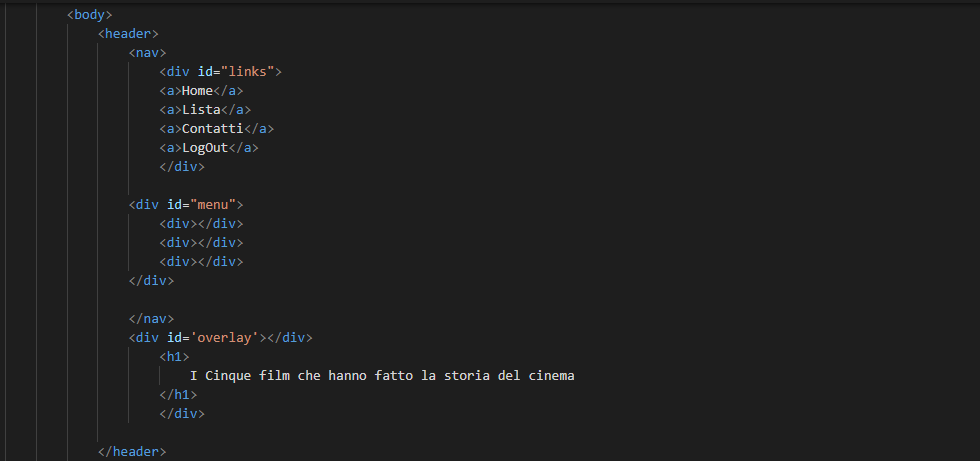 <body>
<header>
<nav>
<div id="links">
<a>Home</a>
<a>Lista</a>
<a>Contatti</a>
<a>LogOut</a>
</div>
<div id="menu">
<div></div>
<div></div>
<div></div>
</div>
</nav>
<div id='overlay'></div>
<h1>
I Cinque film che hanno fatto la storia del cinema
</h1>
</div>
</header>